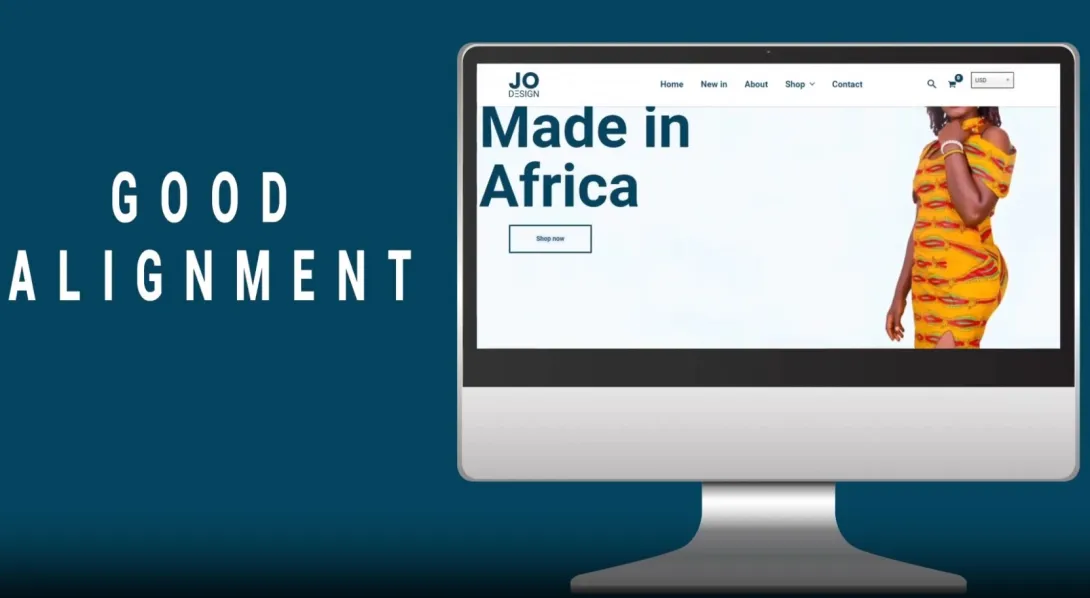 GOOD
ALIGNMENT
JO
DESIGN
Home New in About Shop Contact
0
USD
Made in
Africa
Shop now